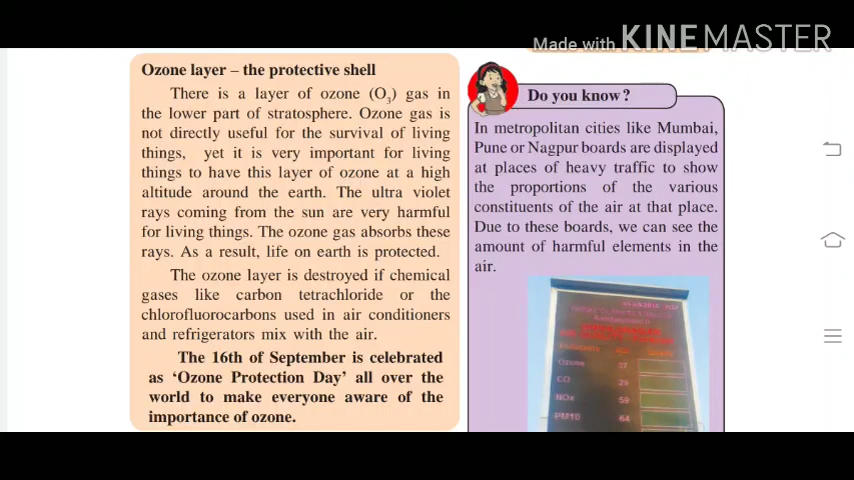 Made with KINEMASTER
Ozone layer – the protective shell
There is a layer of ozone (O3) gas in
the lower part of stratosphere. Ozone gas is
not directly useful for the survival of living
things, yet it is very important for living
things to have this layer of ozone at a high
altitude around the earth. The ultra violet
rays coming from the sun are very harmful
for living things. The ozone gas absorbs these
rays. As a result, life on earth is protected.
The ozone layer is destroyed if chemical
gases like carbon tetrachloride or the
chlorofluorocarbons used in air conditioners
and refrigerators mix with the air.
The 16th of September is celebrated
as ‘Ozone Protection Day’ all over the
world to make everyone aware of the
importance of ozone.
Do you know?
In metropolitan cities like Mumbai,
Pune or Nagpur boards are displayed
at places of heavy traffic to show
the proportions of the various
constituents of the air at that place.
Due to these boards, we can see the
amount of harmful elements in the
air.
Ozone 37
CO 29
NOx 59
PM10 64